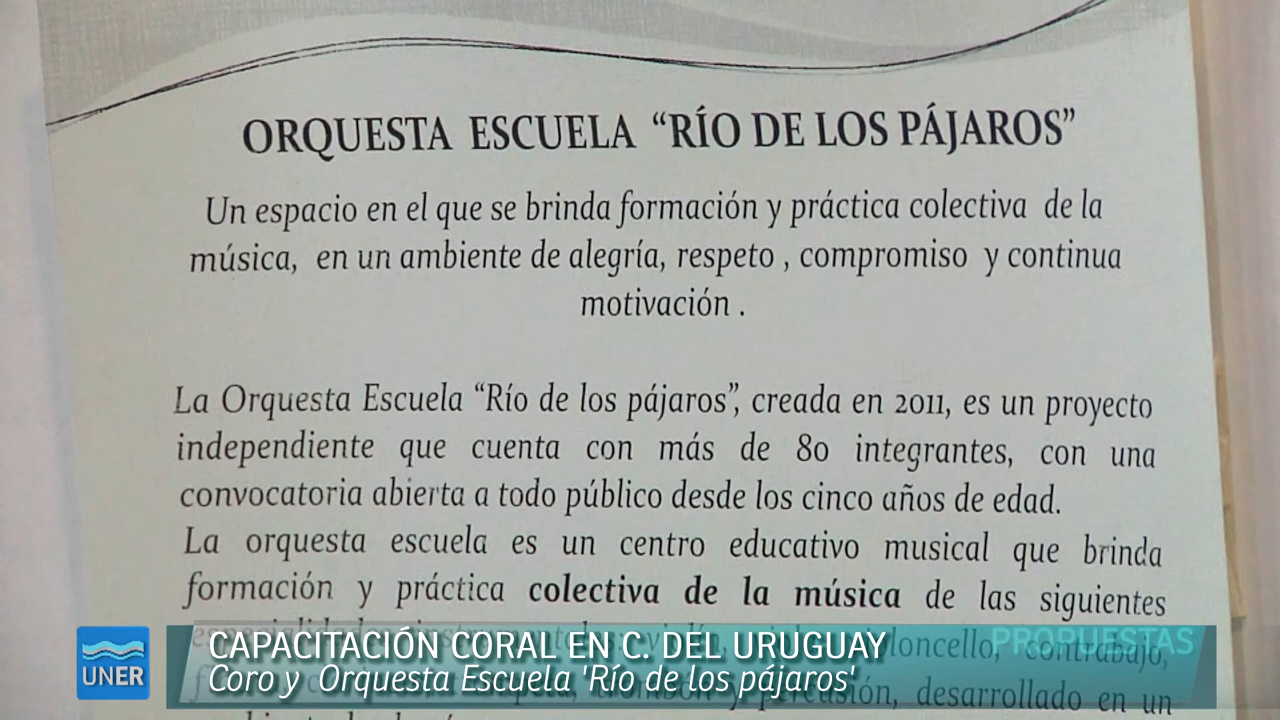 ORQUESTA ESCUELA “RÍO DE LOS PÁJAROS”
Un espacio en el que se brinda formación y práctica colectiva de la
música, en un ambiente de alegría, respeto , compromiso y continua
motivación .
La Orquesta Escuela “Río de los pájaros”, creada en 2011, es un proyecto
independiente que cuenta con más de 80 integrantes, con una
convocatoria abierta a todo público desde los cinco años de edad.
La orquesta escuela es un centro educativo musical que brinda
formación y práctica colectiva de la música de las siguientes
contrabajo,
desarrollado en un
UNER
CAPACITACIÓN CORAL EN C. DEL URUGUAY
PROPUESTAS
Coro y Orquesta Escuela 'Río de los pájaros'